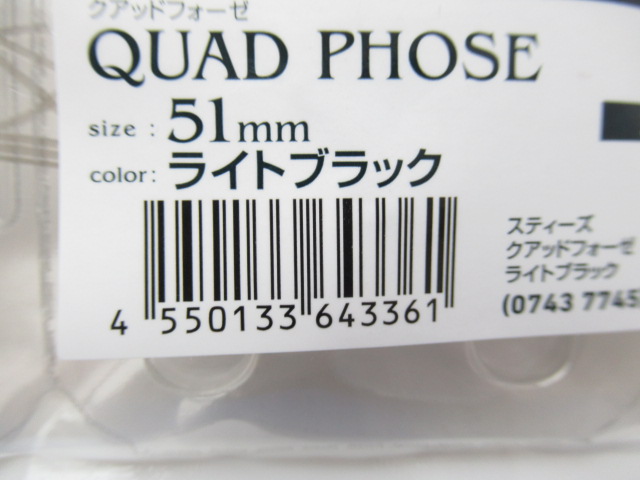 クアッドフォーゼ
QUAD PHOSE
size : 51mm
color: ライトブラック
4 550133 643361
スティーズ
クアッドフォーゼ
ライトブラック
(0743 7745)